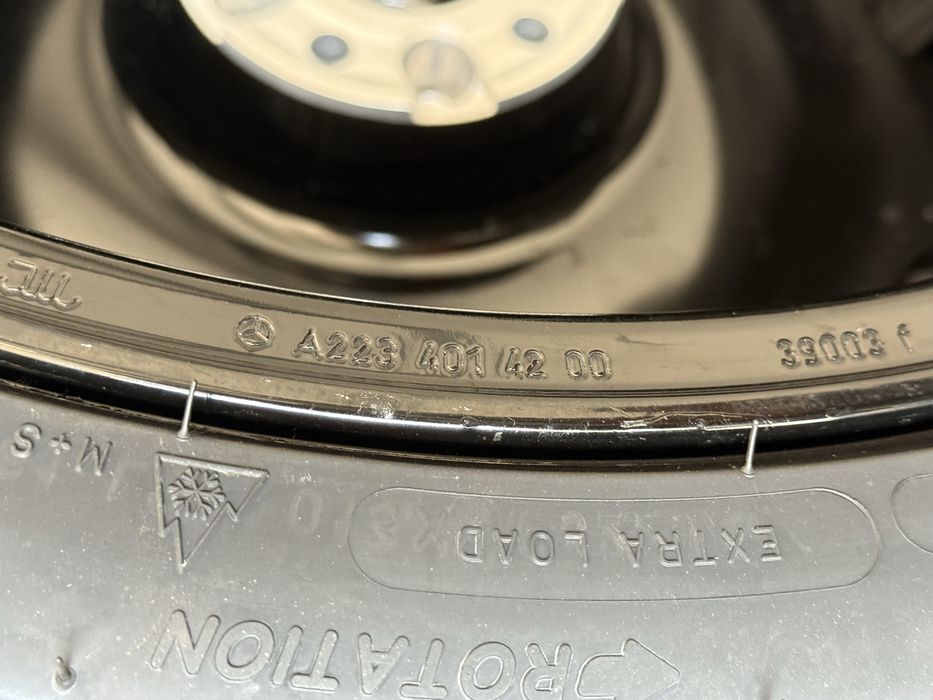 A223 401 42 00
39003 f
M+S
EXTRA LOAD
ROTATION